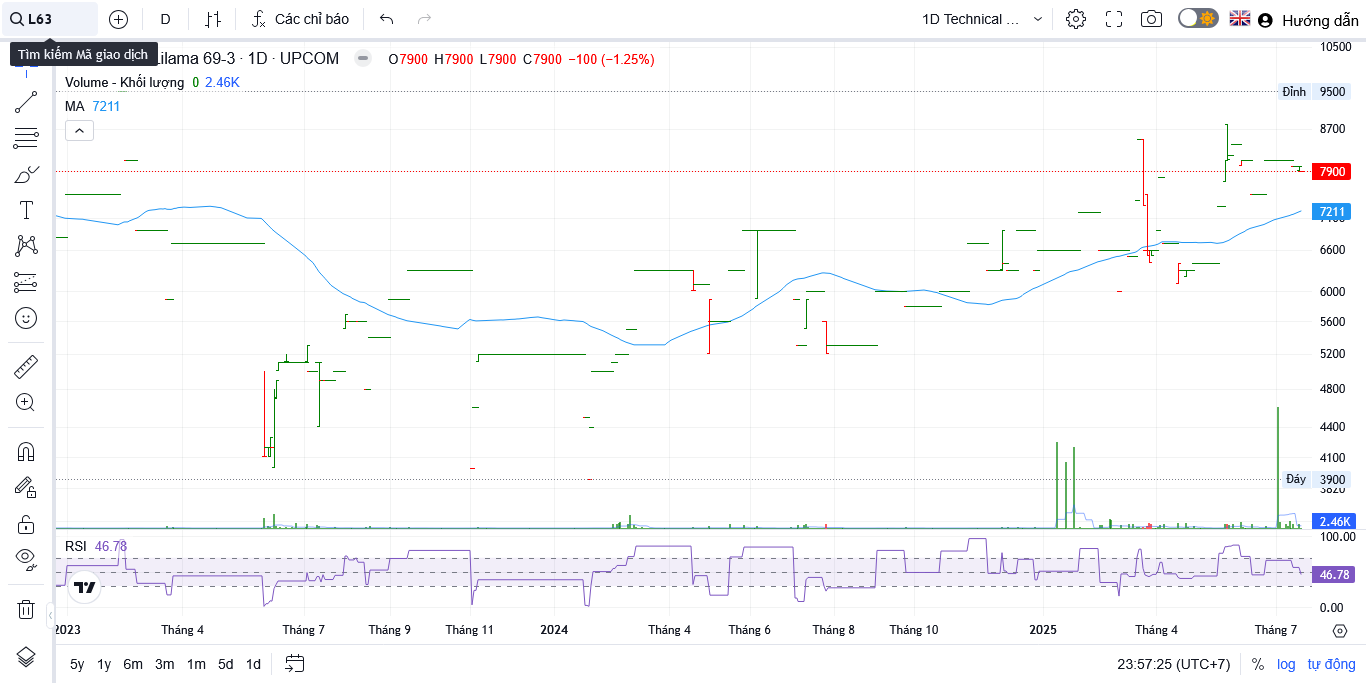 L63
D
Các chỉ báo
1D Technical ...
Hướng dẫn
Tìm kiếm Mã giao dịch
Lilama 69-3 · 1D · UPCOM
O7900 H7900 L7900 C7900 −100 (−1.25%)
Volume - Khối lượng 0 2.46K
MA 7211
10500
Đỉnh 9500
8700
7900
7211
6600
6000
5600
5200
4800
4400
4100
Đáy 3900
3820
2.46K
RSI 46.78
100.00
46.78
0.00
2023 Tháng 4 Tháng 7 Tháng 9 Tháng 11 2024 Tháng 4 Tháng 6 Tháng 8 Tháng 10 2025 Tháng 4 Tháng 7
5y 1y 6m 3m 1m 5d 1d
23:57:25 (UTC+7) % log tự động